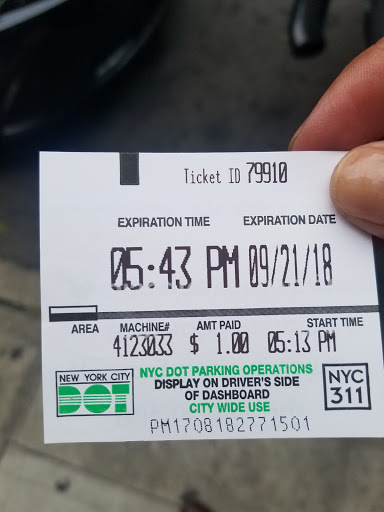 Ticket ID 79910
EXPIRATION TIME EXPIRATION DATE
05:43 PM 09/21/18
AREA MACHINE# AMT PAID START TIME
4123033 $ 1.00 05:13 PM
NEW YORK CITY
DOT
NYC DOT PARKING OPERATIONS
DISPLAY ON DRIVER'S SIDE
OF DASHBOARD
CITY WIDE USE
NYC
311
PM1708182771501